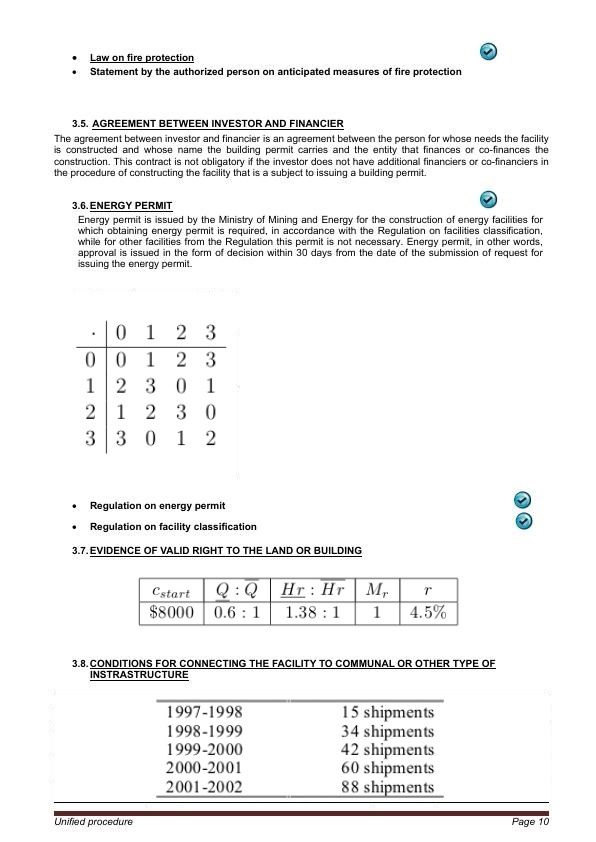 • Law on fire protection
• Statement by the authorized person on anticipated measures of fire protection
3.5. AGREEMENT BETWEEN INVESTOR AND FINANCIER
The agreement between investor and financier is an agreement between the person for whose needs the facility
is constructed and whose name the building permit carries and the entity that finances or co-finances the
construction. This contract is not obligatory if the investor does not have additional financiers or co-financiers in
the procedure of constructing the facility that is a subject to issuing a building permit.
3.6. ENERGY PERMIT
Energy permit is issued by the Ministry of Mining and Energy for the construction of energy facilities for
which obtaining energy permit is required, in accordance with the Regulation on facilities classification,
while for other facilities from the Regulation this permit is not necessary. Energy permit, in other words,
approval is issued in the form of decision within 30 days from the date of the submission of request for
issuing the energy permit.
· 0 1 2 3
0 0 1 2 3
1 2 3 0 1
2 1 2 3 0
3 3 0 1 2
• Regulation on energy permit
• Regulation on facility classification
3.7. EVIDENCE OF VALID RIGHT TO THE LAND OR BUILDING
c_start Q : Q Hr : Hr M_r r
$8000 0.6 : 1 1.38 : 1 1 4.5%
3.8. CONDITIONS FOR CONNECTING THE FACILITY TO COMMUNAL OR OTHER TYPE OF
INSTRASTRUCTURE
1997-1998 15 shipments
1998-1999 34 shipments
1999-2000 42 shipments
2000-2001 60 shipments
2001-2002 88 shipments
Unified procedure Page 10